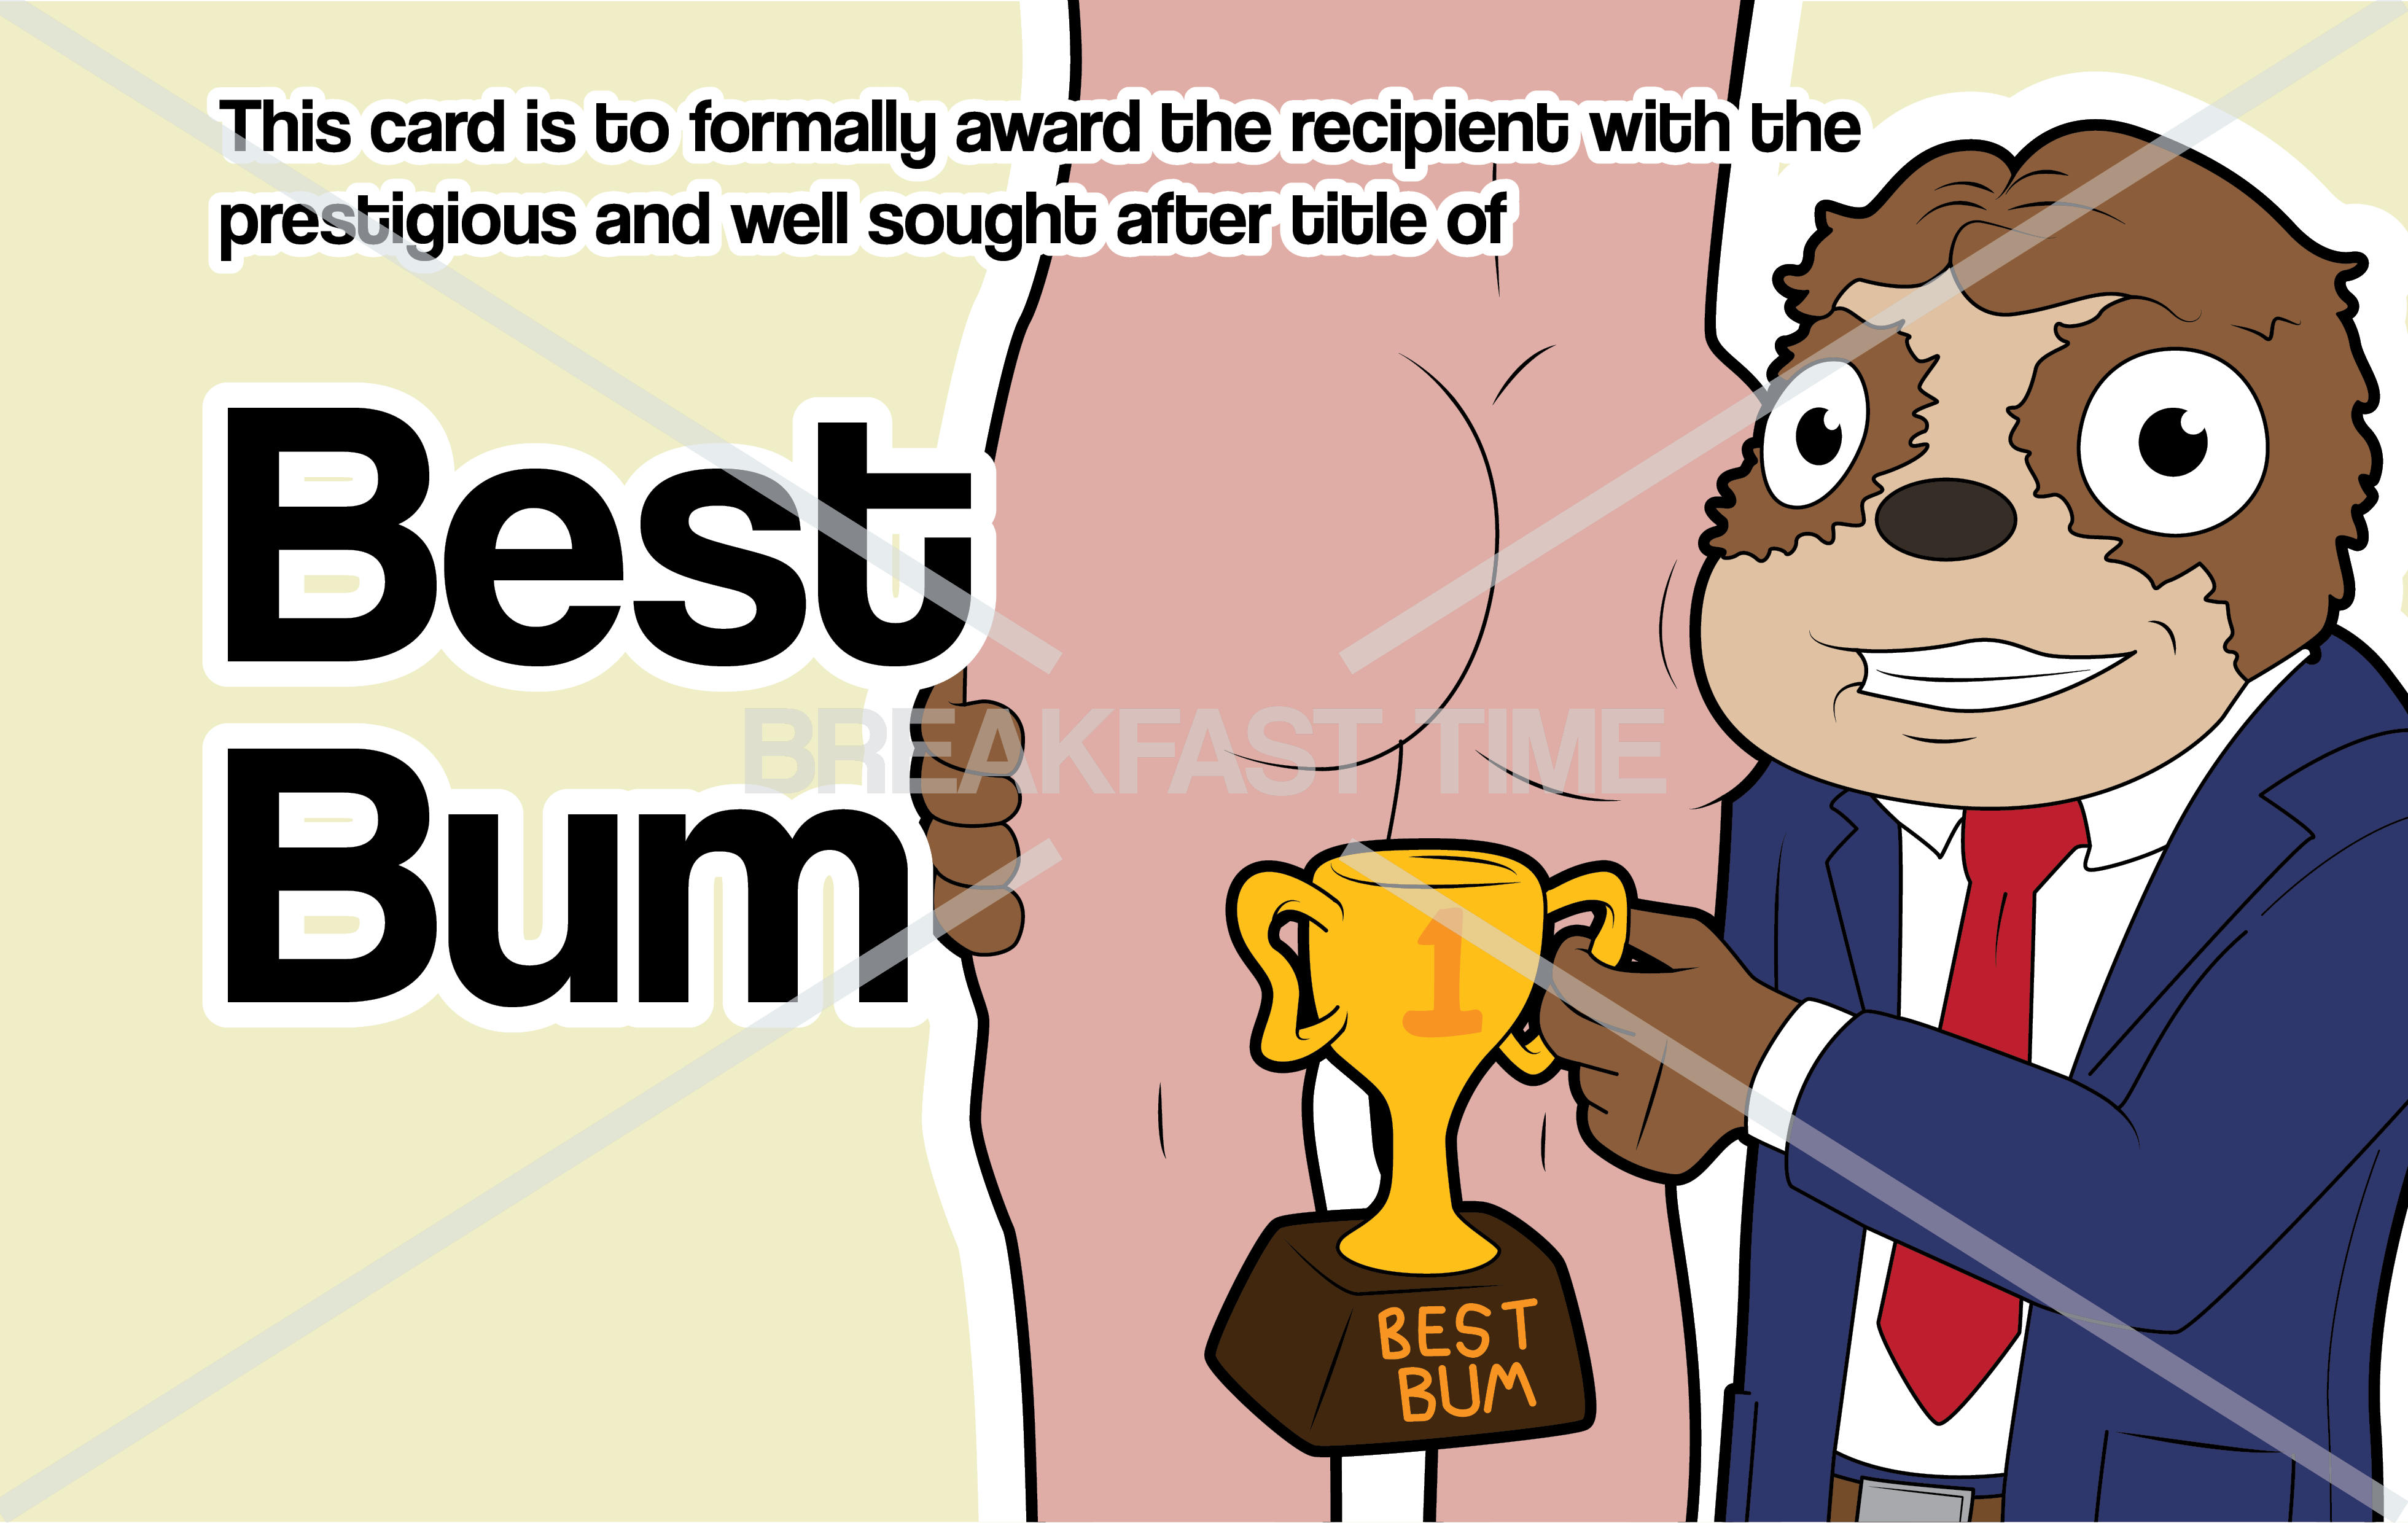 This card is to formally award the recipient with the
prestigious and well sought after title of
Best
Bum
BREAKFAST TIME
1
BEST
BUM